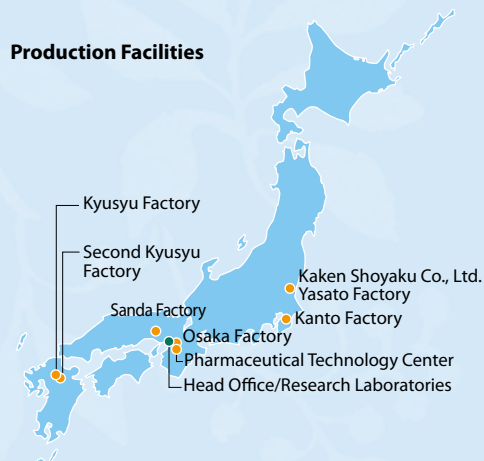 Production Facilities
Kyusyu Factory
Second Kyusyu
Factory
Sanda Factory
Kaken Shoyaku Co., Ltd.
Yasato Factory
Kanto Factory
Osaka Factory
Pharmaceutical Technology Center
Head Office/Research Laboratories